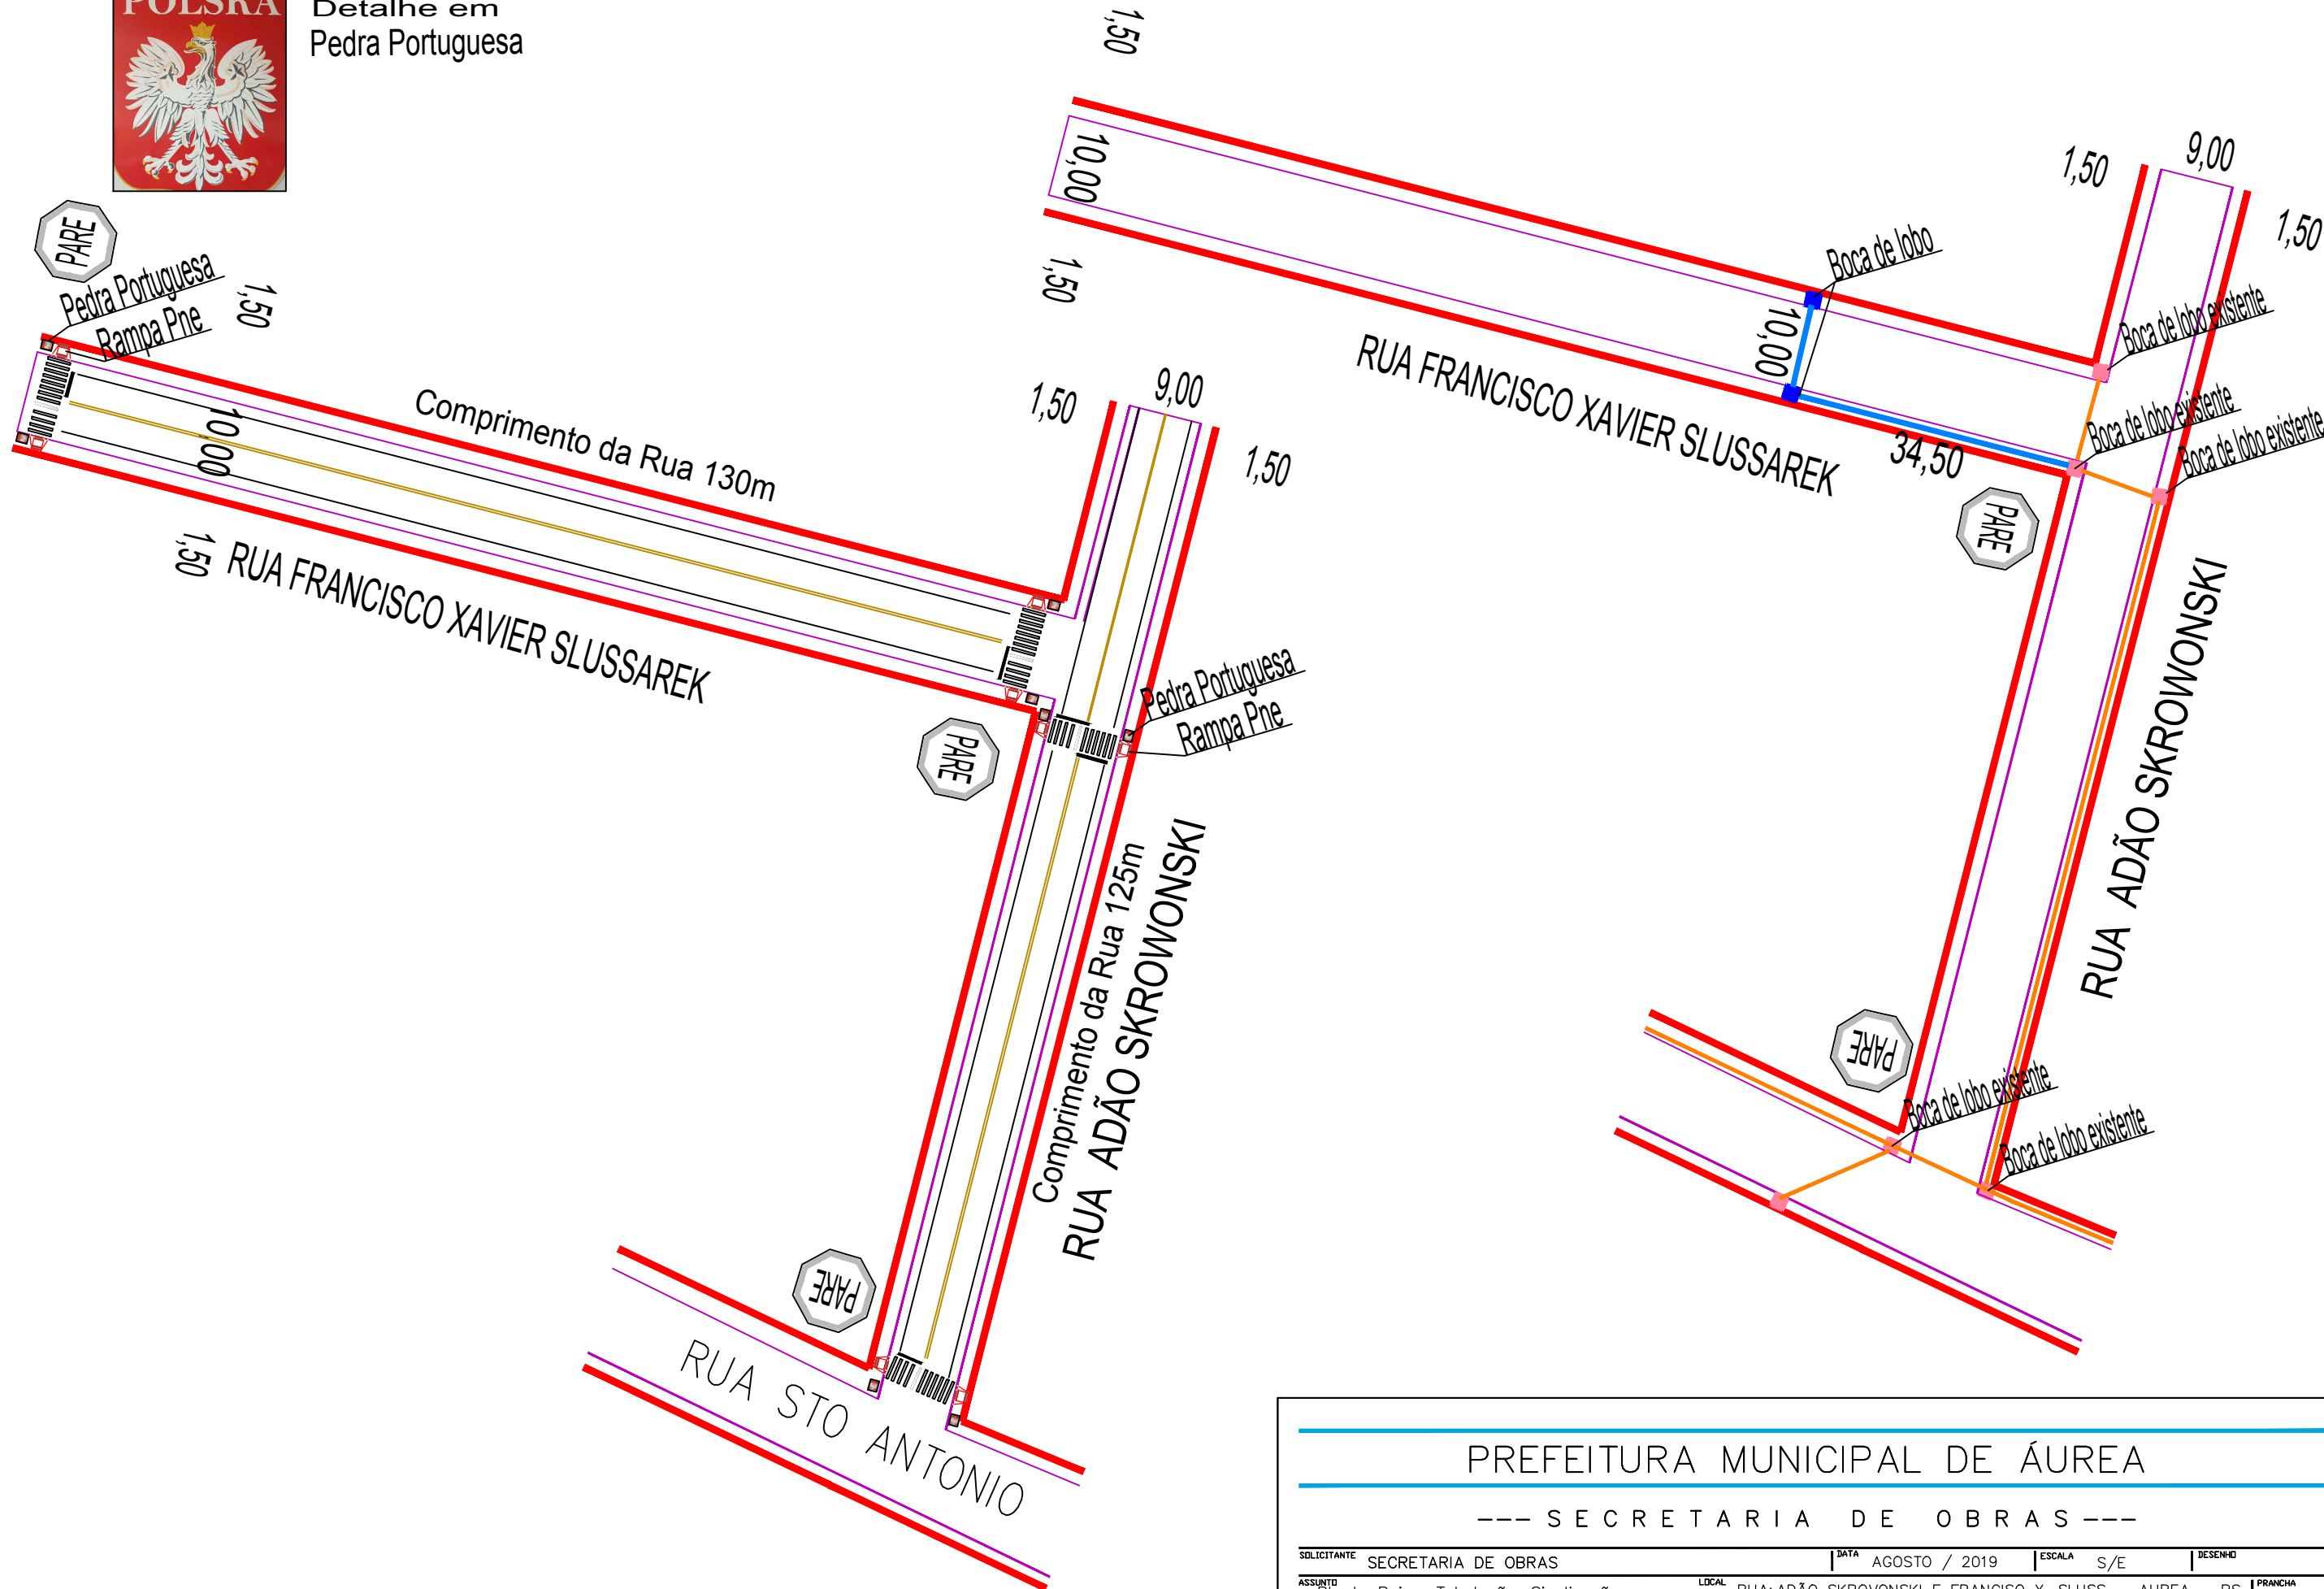 POLSKA
Detalhe em
Pedra Portuguesa
PARE
Pedra Portuguesa
Rampa Pne
1,50
10,00
1,50
Comprimento da Rua 130m
RUA FRANCISCO XAVIER SLUSSAREK
1,50
9,00
1,50
PARE
Pedra Portuguesa
Rampa Pne
Comprimento da Rua 125m
RUA ADÃO SKROWONSKI
PARE
RUA STO ANTONIO
1,50
10,00
1,50
RUA FRANCISCO XAVIER SLUSSAREK
Boca de lobo
10,00
34,50
1,50
9,00
1,50
Boca de lobo existente
Boca de lobo existente
Boca de lobo existente
PARE
RUA ADÃO SKROWONSKI
PARE
Boca de lobo existente
Boca de lobo existente
PREFEITURA MUNICIPAL DE ÁUREA
--- SECRETARIA DE OBRAS ---
SOLICITANTE SECRETARIA DE OBRAS
DATA AGOSTO / 2019
ESCALA S/E
DESENHO
ASSUNTO
LOCAL RUA: ADÃO SKROVONSKI E FRANCISO X. SLUSS.
PRANCHA